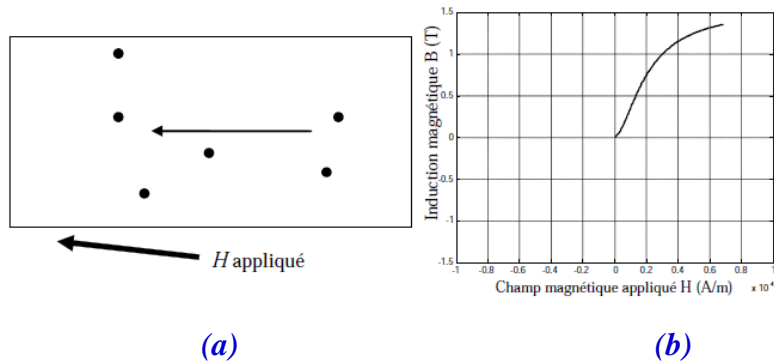 H appliqué
(a)
Induction magnétique B (T)
1.5
1
0.5
0
-0.5
-1
-1.5
-1 -0.8 -0.6 -0.4 -0.2 0 0.2 0.4 0.6 0.8 1
Champ magnétique appliqué H (A/m)
x 10⁴
(b)